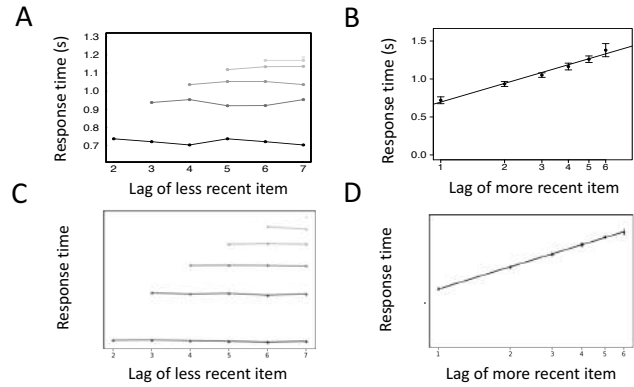 A
Response time (s)
1.3
1.2
1.1
1.0
0.9
0.8
0.7
2 3 4 5 6 7
Lag of less recent item
B
Response time (s)
1.5
1.0
0.5
0.0
1 2 3 4 5 6
Lag of more recent item
C
Response time
2 3 4 5 6 7
Lag of less recent item
D
Response time
1 2 3 4 5 6
Lag of more recent item